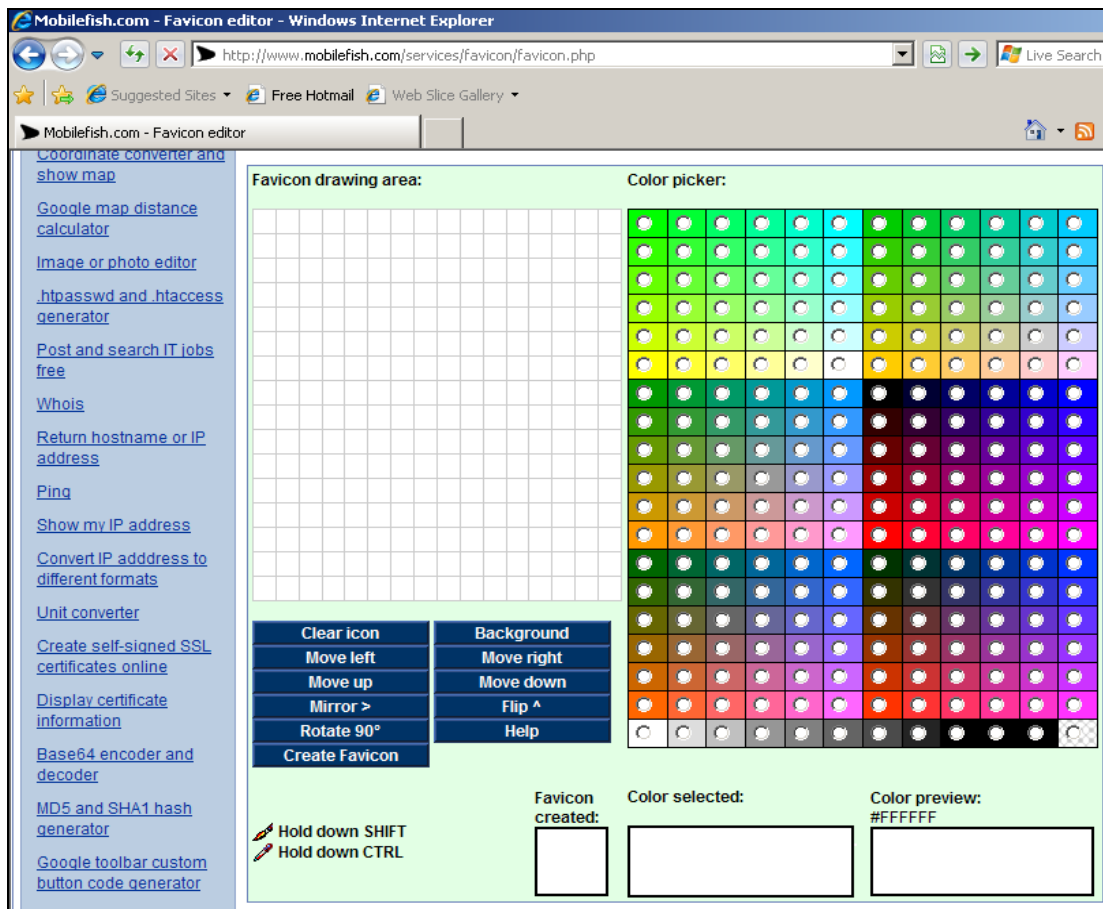 Mobilefish.com - Favicon editor - Windows Internet Explorer
http://www.mobilefish.com/services/favicon/favicon.php
Live Search
Suggested Sites
Free Hotmail
Web Slice Gallery
Mobilefish.com - Favicon editor
Coordinate converter and
show map
Google map distance
calculator
Image or photo editor
.htpasswd and .htaccess
generator
Post and search IT jobs
free
Whois
Return hostname or IP
address
Ping
Show my IP address
Convert IP adddress to
different formats
Unit converter
Create self-signed SSL
certificates online
Display certificate
information
Base64 encoder and
decoder
MD5 and SHA1 hash
generator
Google toolbar custom
button code generator
Favicon drawing area:
Color picker:
Clear icon
Background
Move left
Move right
Move up
Move down
Mirror >
Flip ^
Rotate 90°
Help
Create Favicon
Hold down SHIFT
Hold down CTRL
Favicon
created:
Color selected:
Color preview:
#FFFFFF